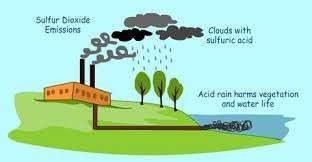 Sulfur Dioxide
Emissions
Clouds with
sulfuric acid
Acid rain harms vegetation
and water life